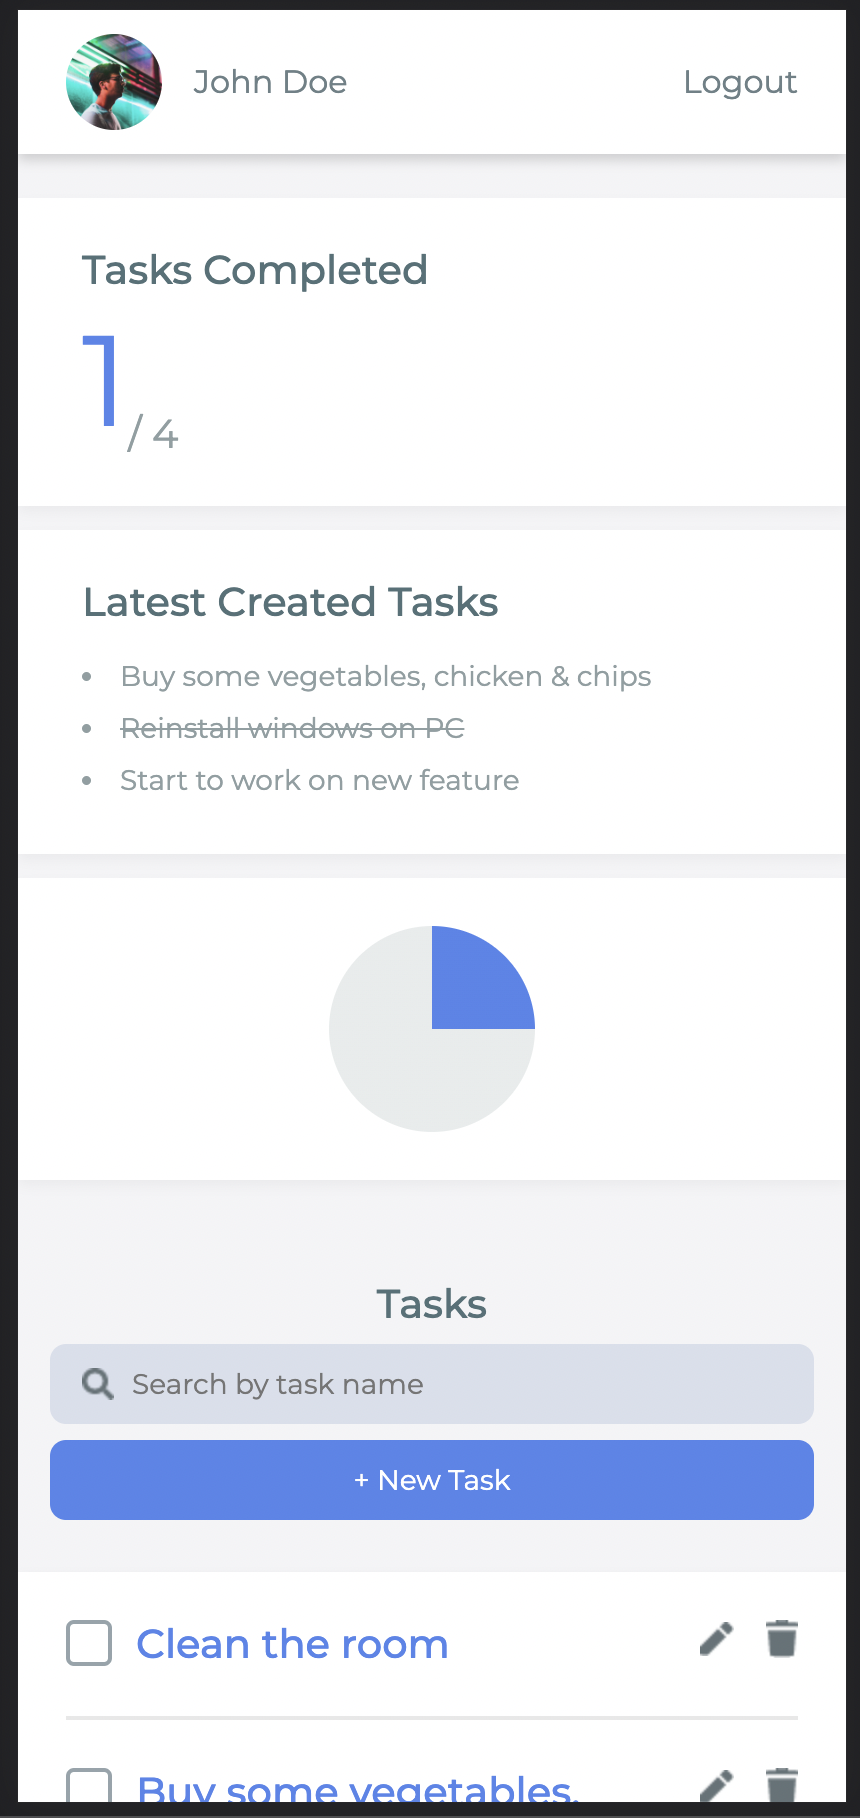 John Doe
Logout
Tasks Completed
1 / 4
Latest Created Tasks
• Buy some vegetables, chicken & chips
• Reinstall windows on PC
• Start to work on new feature
Tasks
Search by task name
+ New Task
Clean the room
Buy some vegetables,